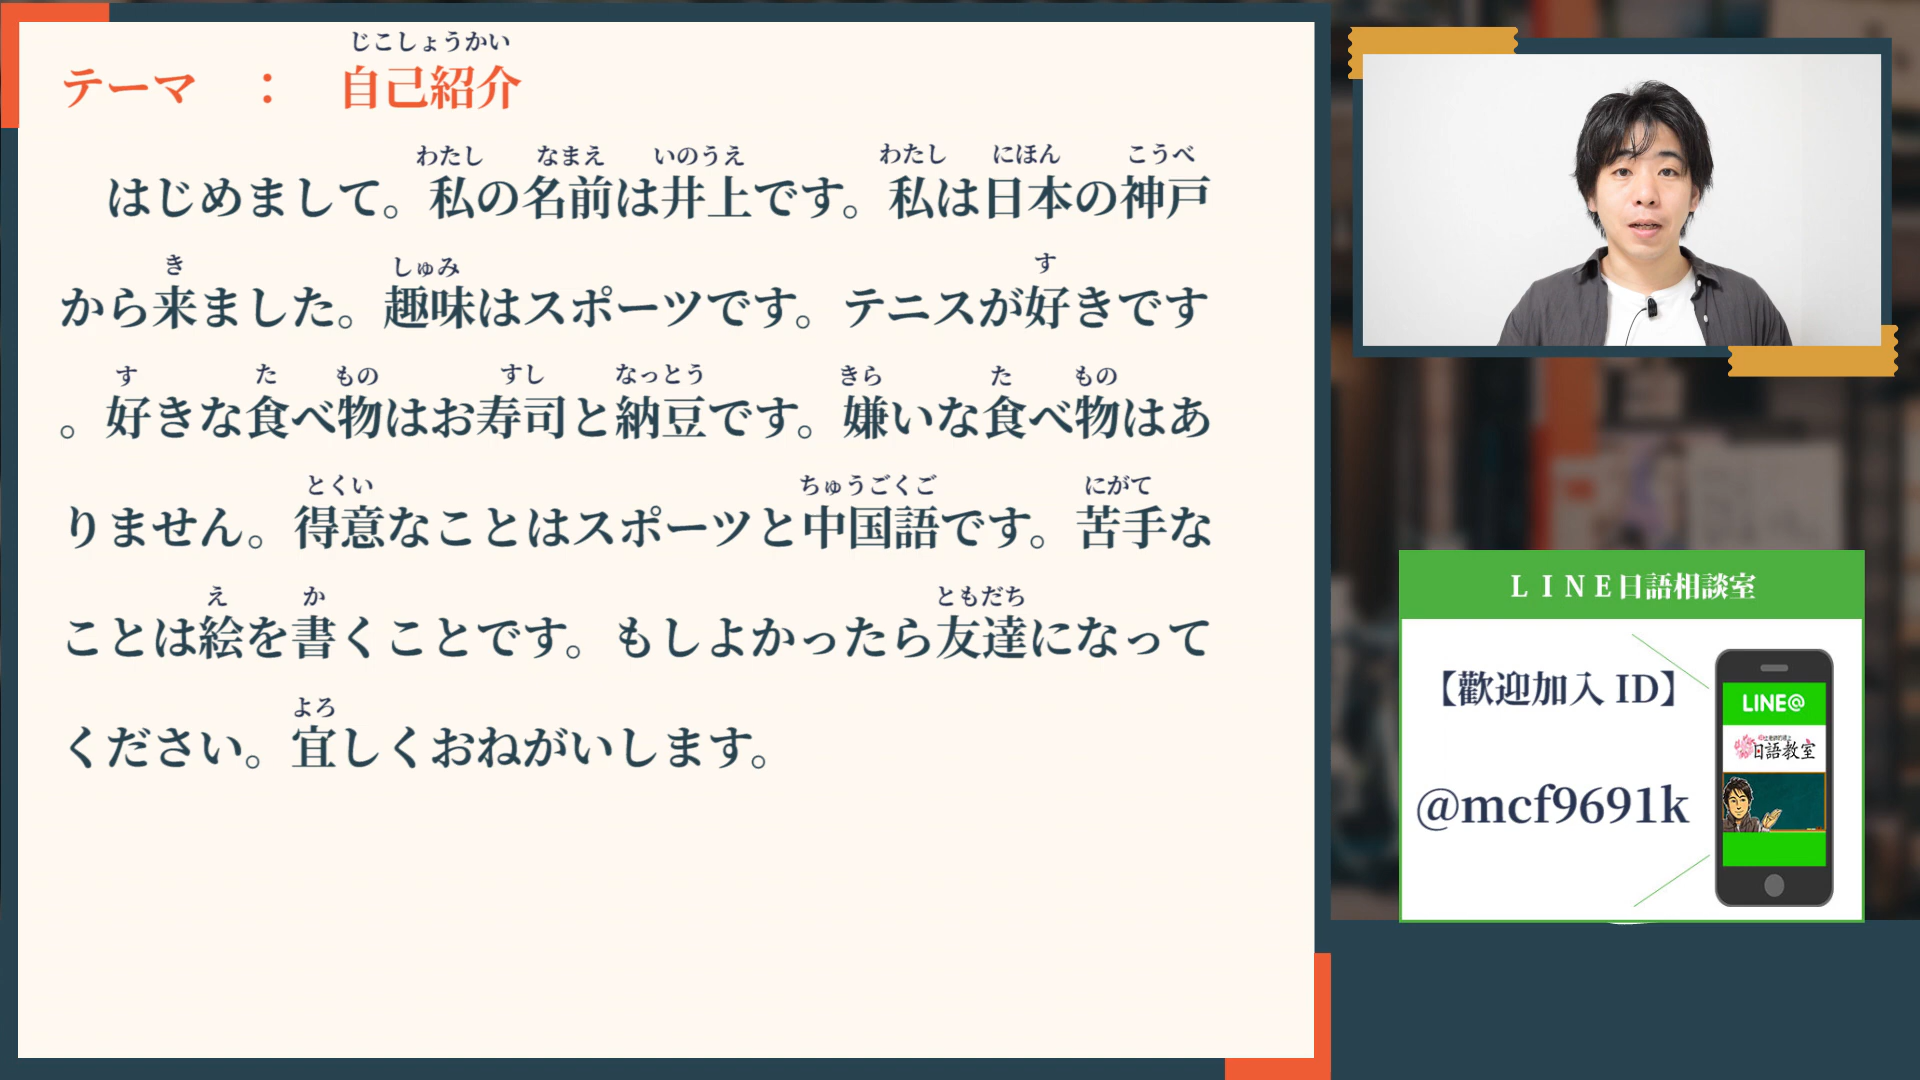 じこしょうかい
テーマ ： 自己紹介
わたし なまえ いのうえ わたし にほん こうべ
はじめまして。私の名前は井上です。私は日本の神戸
き しゅみ す
から来ました。趣味はスポーツです。テニスが好きです
す た もの すし なっとう きら た もの
。好きな食べ物はお寿司と納豆です。嫌いな食べ物はあ
とくい ちゅうごくご にがて
りません。得意なことはスポーツと中国語です。苦手な
え か ともだち
ことは絵を書くことです。もしよかったら友達になって
よろ
ください。宜しくおねがいします。
ＬＩＮＥ日語相談室
【歡迎加入 ID】
@mcf9691k
LINE@
日語教室